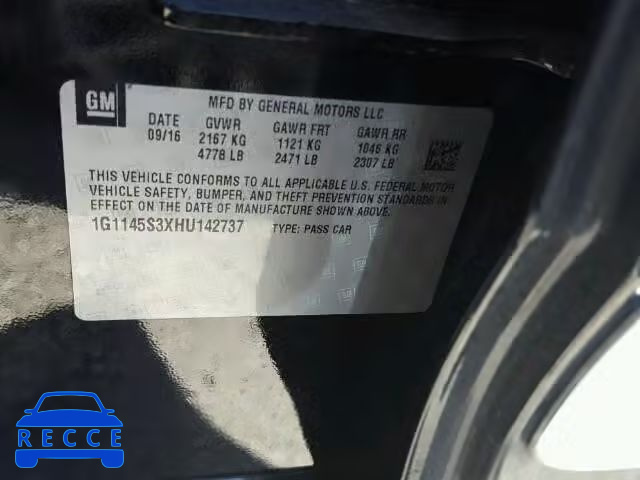 GM
MFD BY GENERAL MOTORS LLC
DATE GVWR GAWR FRT GAWR RR
09/16 2167 KG 1121 KG 1046 KG
4778 LB 2471 LB 2307 LB
THIS VEHICLE CONFORMS TO ALL APPLICABLE U.S. FEDERAL MOTOR
VEHICLE SAFETY, BUMPER, AND THEFT PREVENTION STANDARDS IN
EFFECT ON THE DATE OF MANUFACTURE SHOWN ABOVE.
1G1145S3XHU142737 TYPE: PASS CAR
RECCE